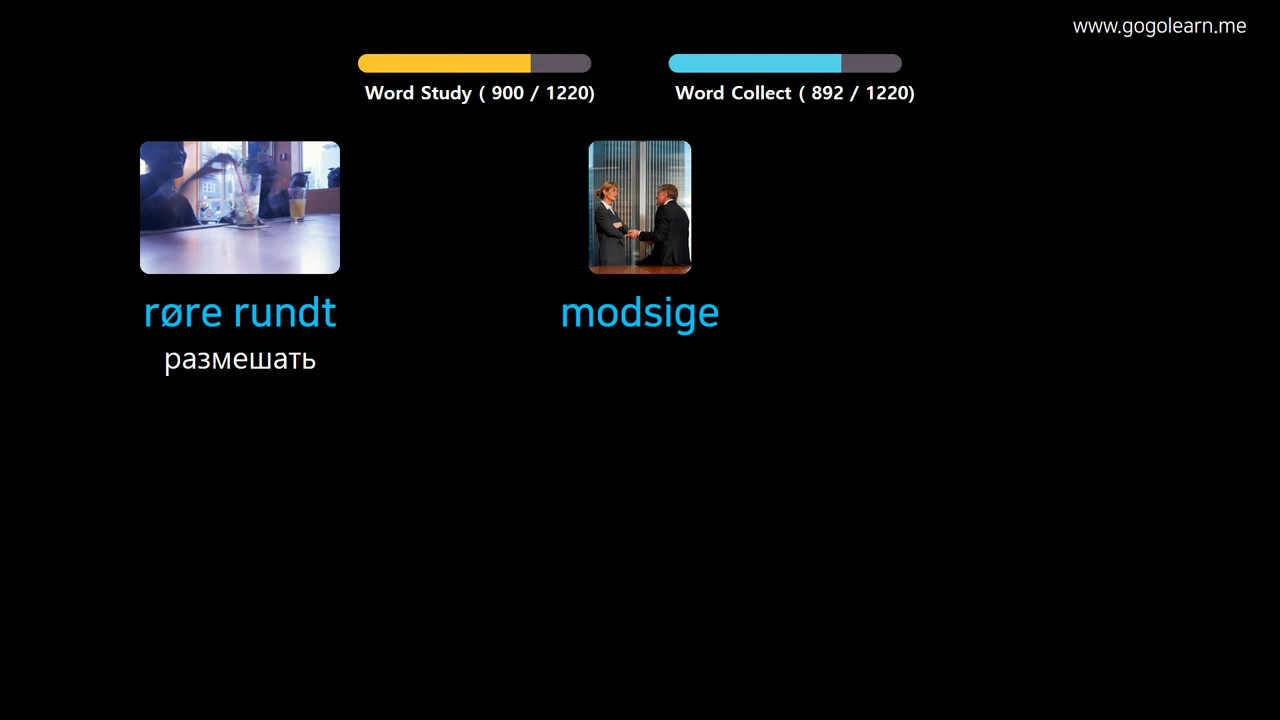 www.gogolearn.me
Word Study ( 900 / 1220)
Word Collect ( 892 / 1220)
røre rundt
размешать
modsige